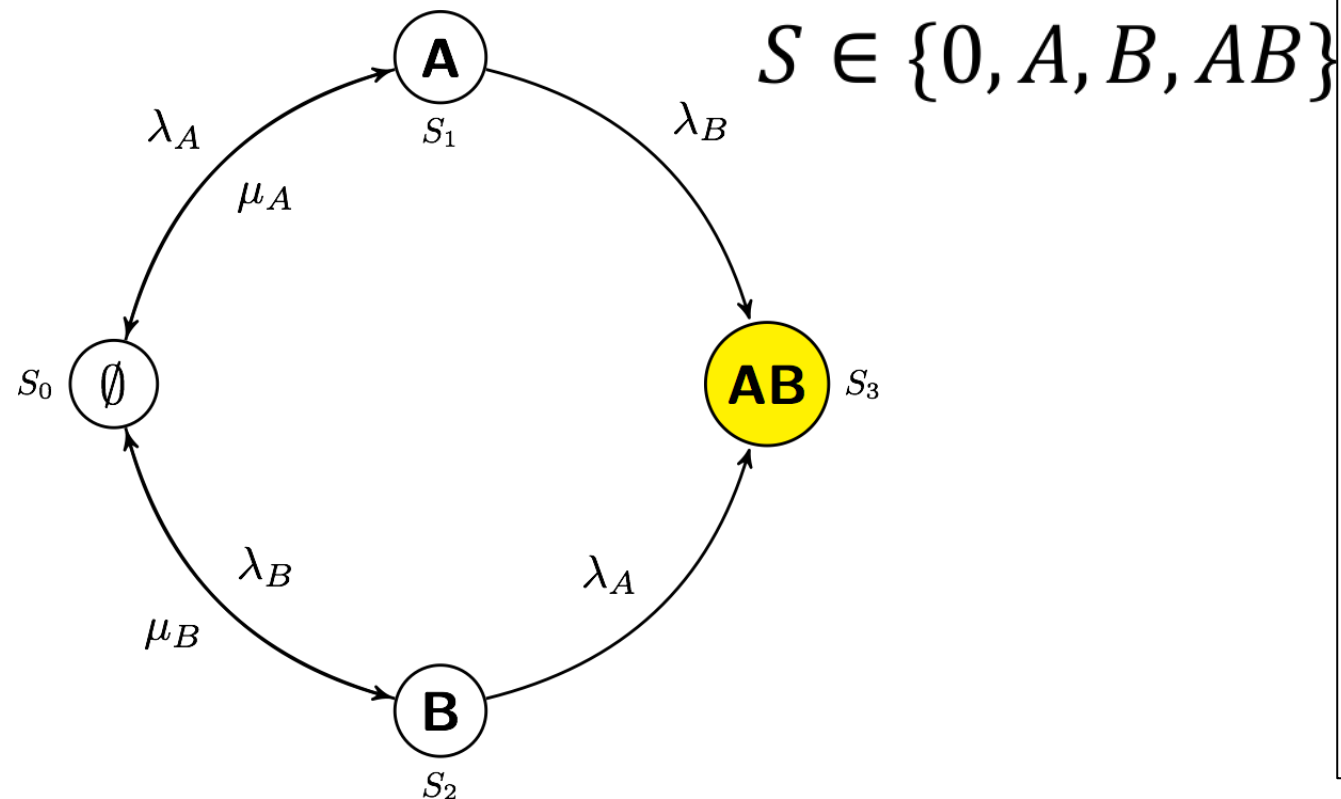 A
S ∈ {0, A, B, AB}
λ_A
λ_B
S₁
μ_A
S₀
∅
AB
S₃
λ_B
λ_A
μ_B
B
S₂